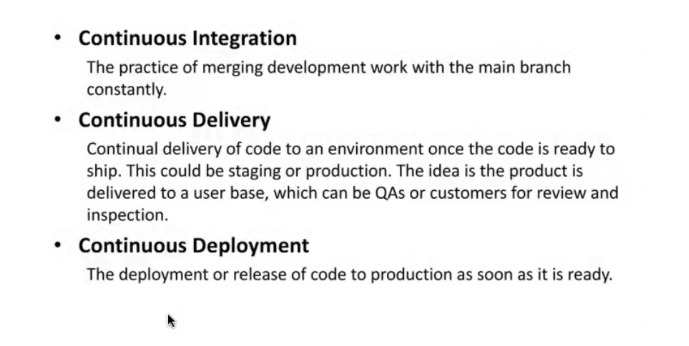 • Continuous Integration
The practice of merging development work with the main branch
constantly.
• Continuous Delivery
Continual delivery of code to an environment once the code is ready to
ship. This could be staging or production. The idea is the product is
delivered to a user base, which can be QAs or customers for review and
inspection.
• Continuous Deployment
The deployment or release of code to production as soon as it is ready.